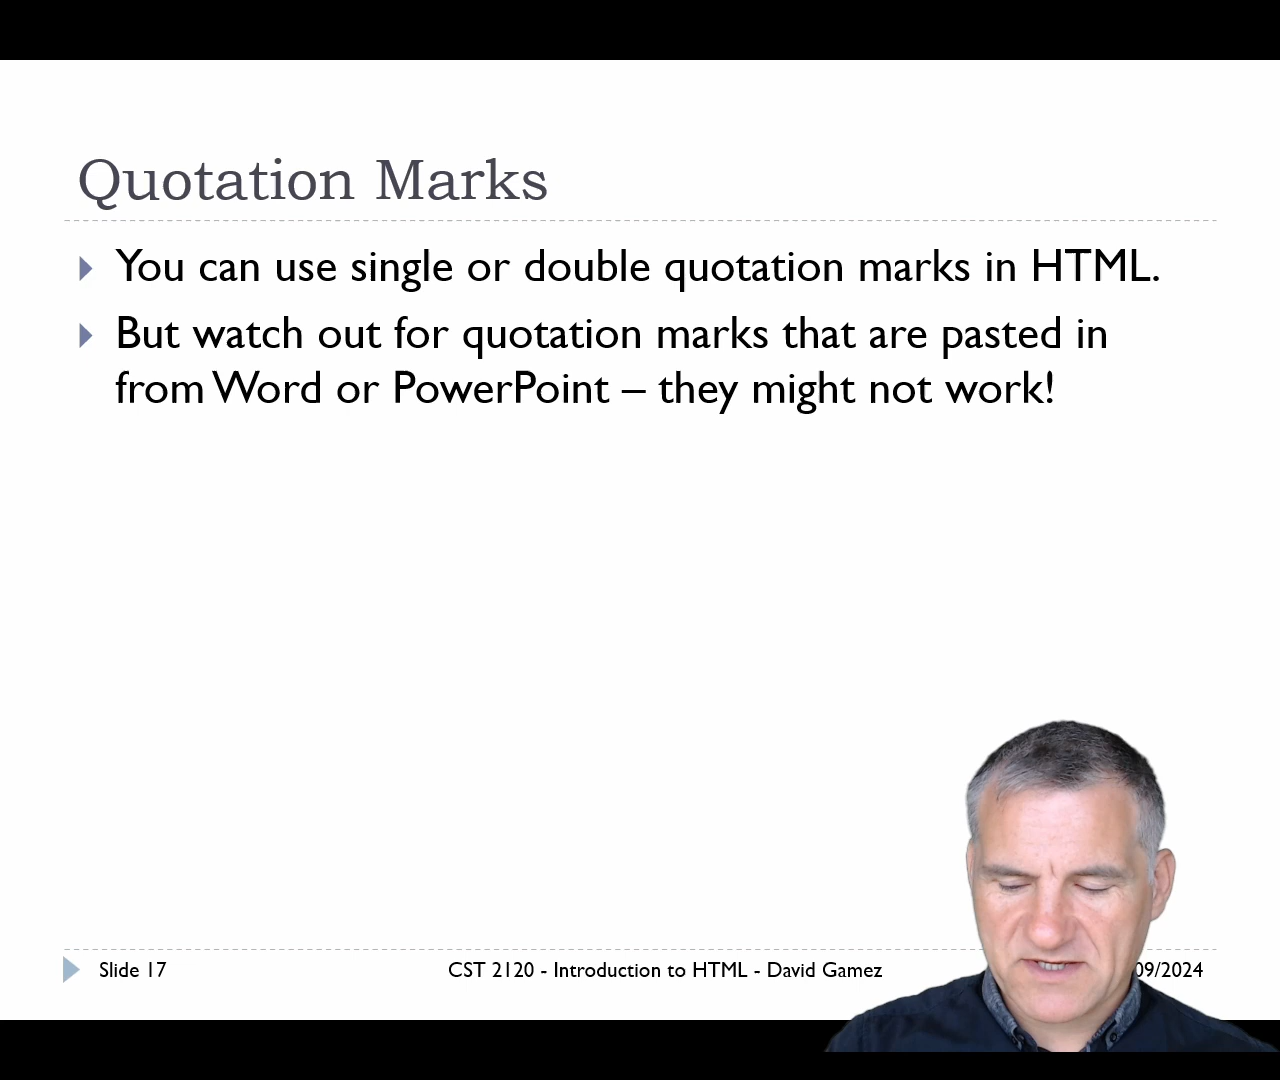 Quotation Marks
You can use single or double quotation marks in HTML.
But watch out for quotation marks that are pasted in
from Word or PowerPoint – they might not work!
Slide 17
CST 2120 - Introduction to HTML - David Gamez
09/2024